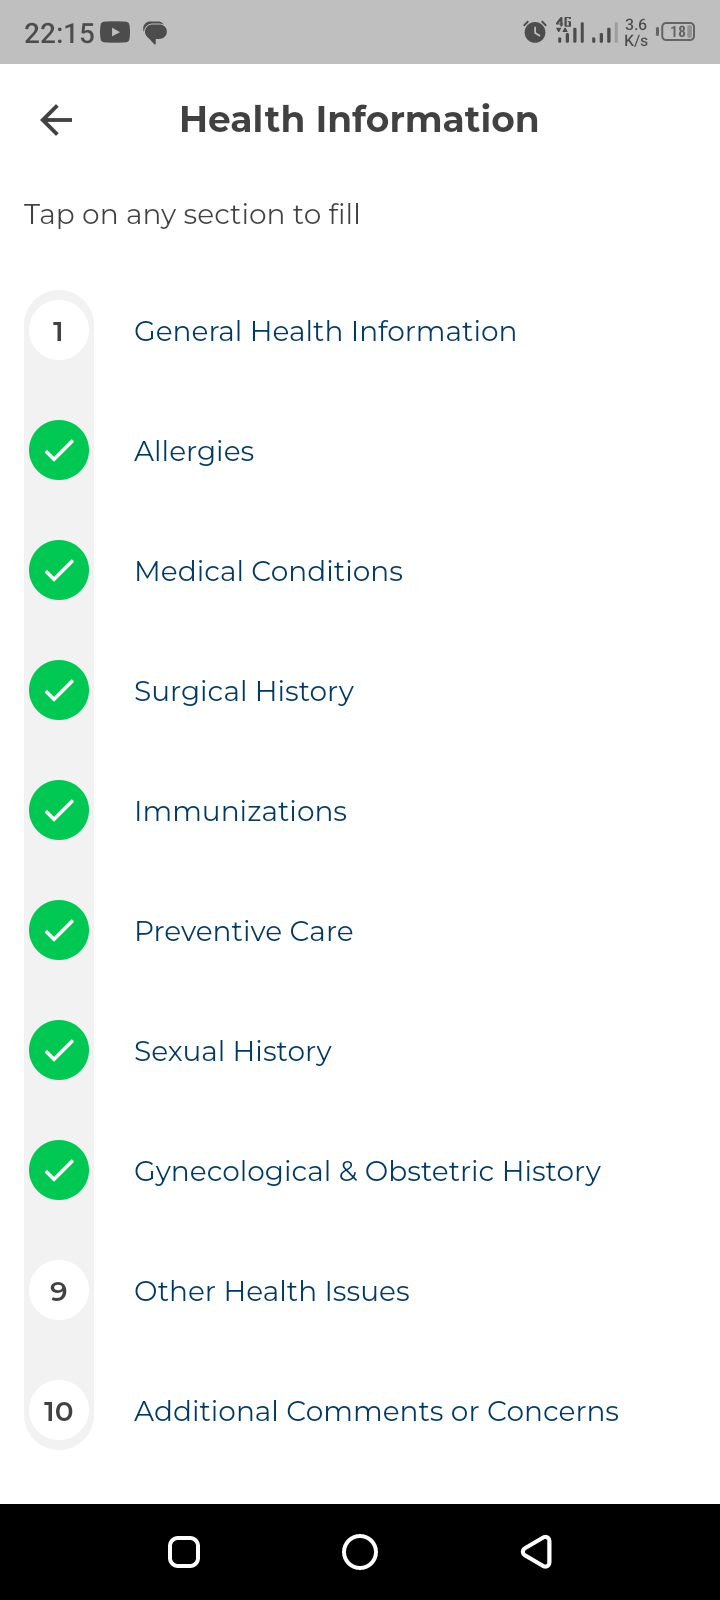 22:15
4G
3.6
K/s
18
Health Information
Tap on any section to fill
1
General Health Information
Allergies
Medical Conditions
Surgical History
Immunizations
Preventive Care
Sexual History
Gynecological & Obstetric History
9
Other Health Issues
10
Additional Comments or Concerns